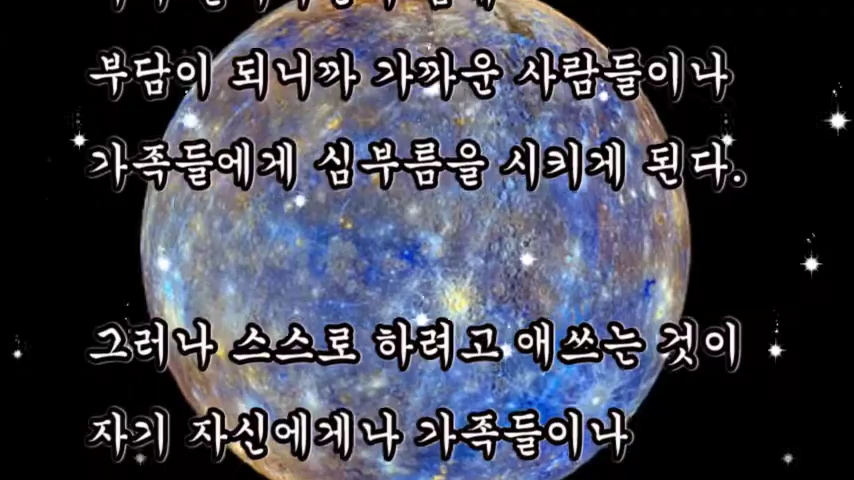 부담이 되니까 가까운 사람들이나
가족들에게 심부름을 시키게 된다.
그러나 스스로 하려고 애쓰는 것이
자기 자신에게나 가족들이나